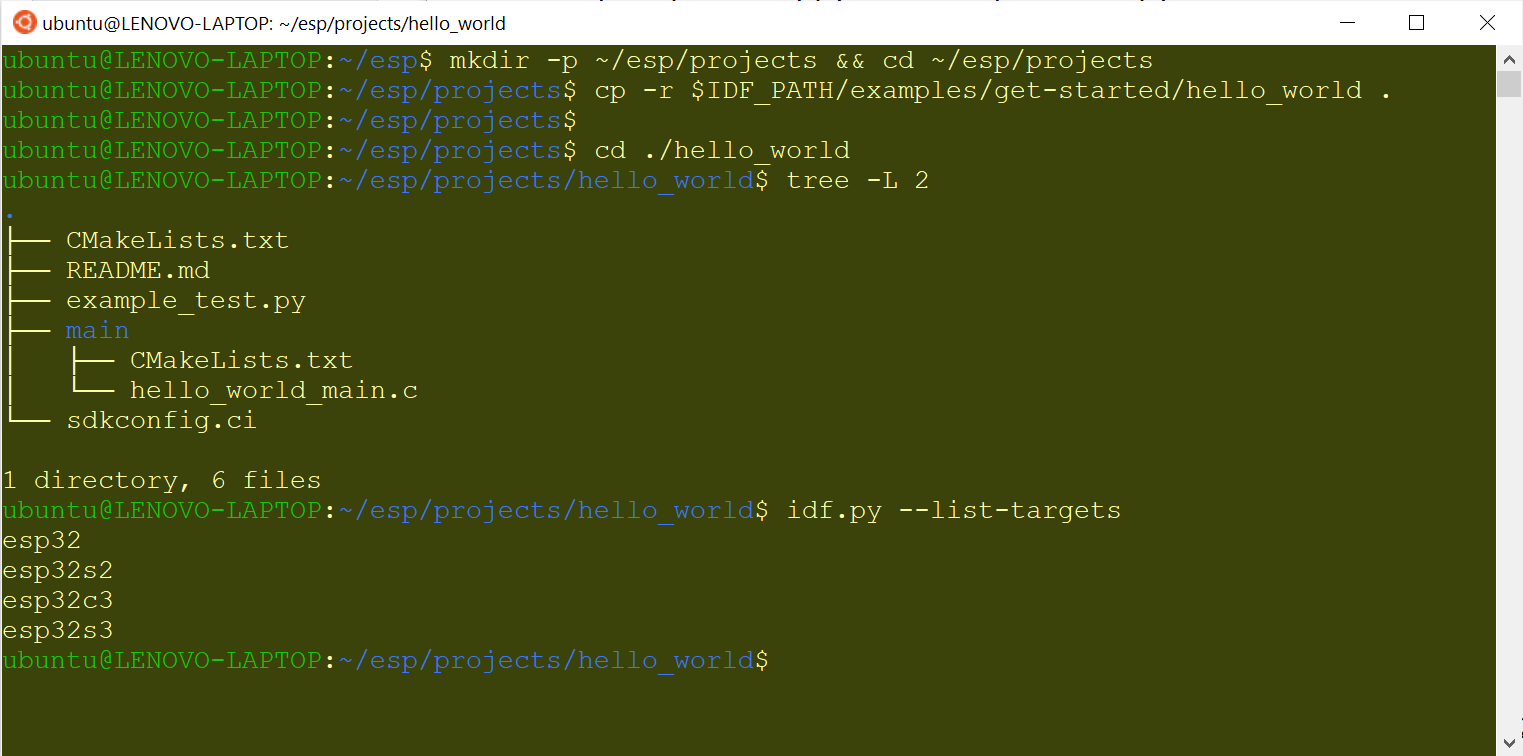 ubuntu@LENOVO-LAPTOP: ~/esp/projects/hello_world
ubuntu@LENOVO-LAPTOP:~/esp$ mkdir -p ~/esp/projects && cd ~/esp/projects
ubuntu@LENOVO-LAPTOP:~/esp/projects$ cp -r $IDF_PATH/examples/get-started/hello_world .
ubuntu@LENOVO-LAPTOP:~/esp/projects$
ubuntu@LENOVO-LAPTOP:~/esp/projects$ cd ./hello_world
ubuntu@LENOVO-LAPTOP:~/esp/projects/hello_world$ tree -L 2
.
├── CMakeLists.txt
├── README.md
├── example_test.py
├── main
│   ├── CMakeLists.txt
│   └── hello_world_main.c
└── sdkconfig.ci
1 directory, 6 files
ubuntu@LENOVO-LAPTOP:~/esp/projects/hello_world$ idf.py --list-targets
esp32
esp32s2
esp32c3
esp32s3
ubuntu@LENOVO-LAPTOP:~/esp/projects/hello_world$